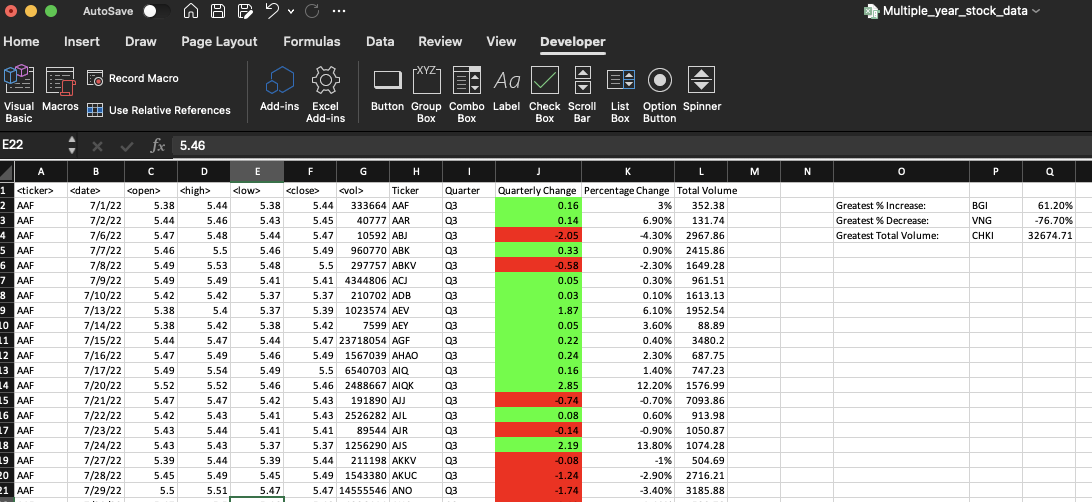 AutoSave
Multiple_year_stock_data
Home Insert Draw Page Layout Formulas Data Review View Developer
Visual Basic
Macros
Record Macro
Use Relative References
Add-ins
Excel Add-ins
XYZ
Button
Group Box
Combo Box
Aa
Label
Check Box
Scroll Bar
List Box
Option Button
Spinner
E22 fx 5.46
A B C D E F G H I J K L M N O P Q
1 <ticker> <date> <open> <high> <low> <close> <vol> Ticker Quarter Quarterly Change Percentage Change Total Volume
2 AAF 7/1/22 5.38 5.44 5.38 5.44 333664 AAF Q3 0.16 3% 352.38 Greatest % Increase: BGI 61.20%
3 AAF 7/2/22 5.44 5.46 5.43 5.45 40777 AAR Q3 0.14 6.90% 131.74 Greatest % Decrease: VNG -76.70%
4 AAF 7/6/22 5.47 5.48 5.44 5.47 10592 ABJ Q3 -2.05 -4.30% 2967.86 Greatest Total Volume: CHKI 32674.71
5 AAF 7/7/22 5.46 5.5 5.46 5.49 960770 ABK Q3 0.33 0.90% 2415.86
6 AAF 7/8/22 5.49 5.53 5.48 5.5 297757 ABKV Q3 -0.58 -2.30% 1649.28
7 AAF 7/9/22 5.49 5.49 5.41 5.41 4344806 ACJ Q3 0.05 0.30% 961.51
8 AAF 7/10/22 5.42 5.42 5.37 5.37 210702 ADB Q3 0.03 0.10% 1613.13
9 AAF 7/13/22 5.38 5.4 5.37 5.39 1023574 AEV Q3 1.87 6.10% 1952.54
10 AAF 7/14/22 5.38 5.42 5.38 5.42 7599 AEY Q3 0.05 3.60% 88.89
11 AAF 7/15/22 5.44 5.47 5.44 5.47 23718054 AGF Q3 0.22 0.40% 3480.2
12 AAF 7/16/22 5.47 5.49 5.46 5.49 1567039 AHAO Q3 0.24 2.30% 687.75
13 AAF 7/17/22 5.49 5.54 5.49 5.5 6540703 AIQ Q3 0.16 1.40% 747.23
14 AAF 7/20/22 5.52 5.52 5.46 5.46 2488667 AIQK Q3 2.85 12.20% 1576.99
15 AAF 7/21/22 5.47 5.47 5.42 5.43 191890 AJJ Q3 -0.74 -0.70% 7093.86
16 AAF 7/22/22 5.42 5.43 5.41 5.43 2526282 AJL Q3 0.08 0.60% 913.98
17 AAF 7/23/22 5.43 5.44 5.41 5.41 89544 AJR Q3 -0.14 -0.90% 1050.87
18 AAF 7/24/22 5.43 5.43 5.37 5.37 1256290 AJS Q3 2.19 13.80% 1074.28
19 AAF 7/27/22 5.39 5.44 5.39 5.44 211198 AKKV Q3 -0.08 -1% 504.69
20 AAF 7/28/22 5.45 5.49 5.45 5.49 1543380 AKUC Q3 -1.24 -2.90% 2716.21
21 AAF 7/29/22 5.5 5.51 5.47 5.47 14555546 ANO Q3 -1.74 -3.40% 3185.88